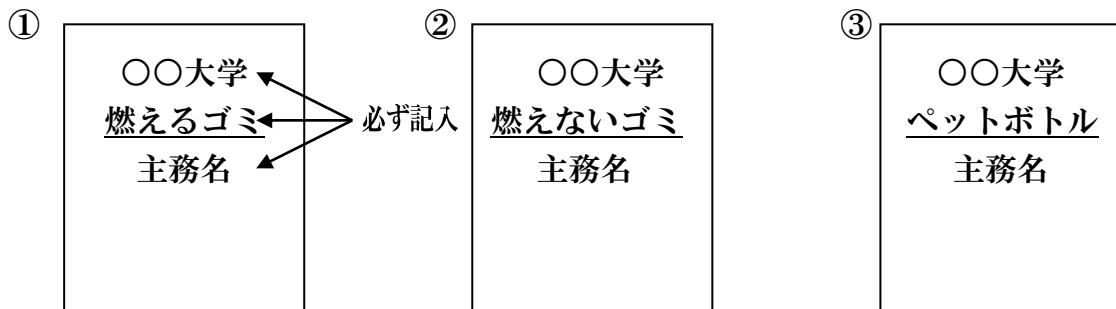 ①
〇〇大学
燃えるゴミ
主務名
必ず記入
②
〇〇大学
燃えないゴミ
主務名
③
〇〇大学
ペットボトル
主務名